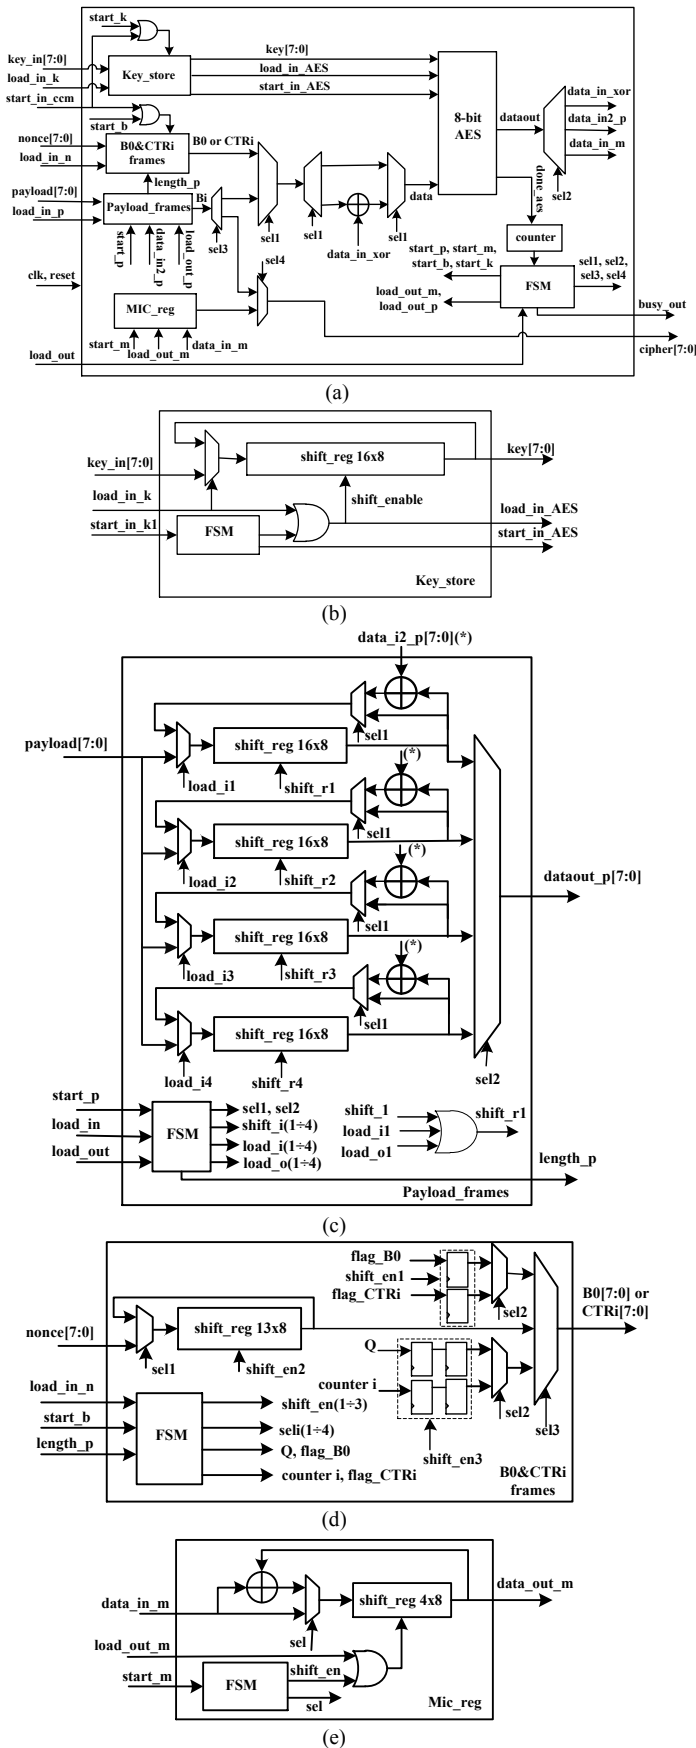 start_k
key_in[7:0]
load_in_k
start_in_ccm
Key_store
key[7:0]
load_in_AES
start_in_AES
8-bit
AES
dataout
data_in_xor
data_in2_p
data_in_m
sel2
start_b
nonce[7:0]
load_in_n
B0&CTRi
frames
B0 or CTRi
length_p
payload[7:0]
load_in_p
Payload_frames
Bi
sel3
sel1
sel1
data_in_xor
sel1
data
done_aes
counter
start_p
data_in2_p
load_out_p
sel4
start_p, start_m,
start_b, start_k
load_out_m,
load_out_p
FSM
sel1, sel2,
sel3, sel4
clk, reset
MIC_reg
start_m
load_out_m
data_in_m
busy_out
load_out
cipher[7:0]
(a)
key_in[7:0]
shift_reg 16x8
key[7:0]
load_in_k
shift_enable
load_in_AES
start_in_k1
FSM
start_in_AES
Key_store
(b)
data_i2_p[7:0](*)
payload[7:0]
shift_reg 16x8
sel1
load_i1
shift_r1
(*)
shift_reg 16x8
sel1
load_i2
shift_r2
(*)
dataout_p[7:0]
shift_reg 16x8
sel1
load_i3
shift_r3
(*)
shift_reg 16x8
sel1
load_i4
shift_r4
sel2
start_p
load_in
load_out
FSM
sel1, sel2
shift_i(1÷4)
load_i(1÷4)
load_o(1÷4)
shift_1
load_i1
load_o1
shift_r1
length_p
Payload_frames
(c)
flag_B0
shift_en1
flag_CTRi
sel2
B0[7:0] or
CTRi[7:0]
nonce[7:0]
shift_reg 13x8
sel1
shift_en2
Q
counter i
sel2
sel3
shift_en3
load_in_n
start_b
length_p
FSM
shift_en(1÷3)
seli(1÷4)
Q, flag_B0
counter i, flag_CTRi
B0&CTRi
frames
(d)
data_in_m
shift_reg 4x8
data_out_m
sel
load_out_m
shift_en
start_m
FSM
sel
Mic_reg
(e)